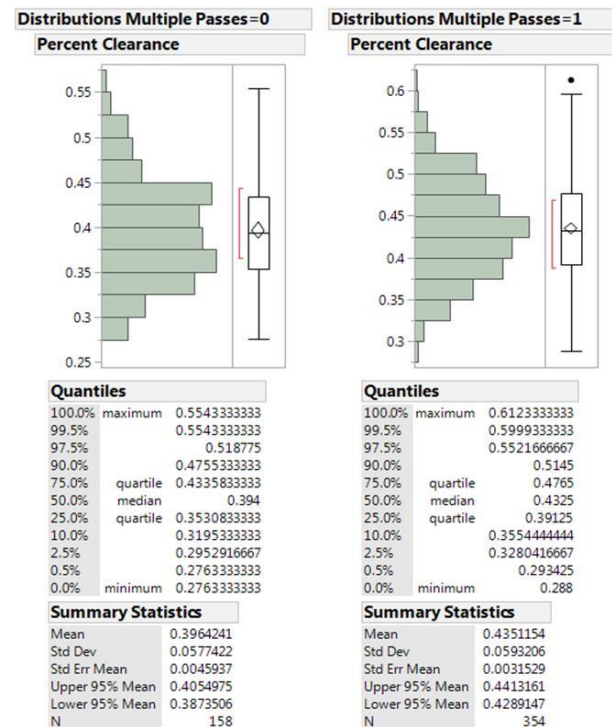 Distributions Multiple Passes=0
Percent Clearance
0.55
0.5
0.45
0.4
0.35
0.3
0.25
Quantiles
100.0% maximum 0.5543333333
99.5% 0.5543333333
97.5% 0.518775
90.0% 0.4755333333
75.0% quartile 0.4335833333
50.0% median 0.394
25.0% quartile 0.3530833333
10.0% 0.3195333333
2.5% 0.2952916667
0.5% 0.2763333333
0.0% minimum 0.2763333333
Summary Statistics
Mean 0.3964241
Std Dev 0.0577422
Std Err Mean 0.0045937
Upper 95% Mean 0.4054975
Lower 95% Mean 0.3873506
N 158
Distributions Multiple Passes=1
Percent Clearance
0.6
0.55
0.5
0.45
0.4
0.35
0.3
Quantiles
100.0% maximum 0.6123333333
99.5% 0.5999333333
97.5% 0.5521666667
90.0% 0.5145
75.0% quartile 0.4765
50.0% median 0.4325
25.0% quartile 0.39125
10.0% 0.3554444444
2.5% 0.3280416667
0.5% 0.293425
0.0% minimum 0.288
Summary Statistics
Mean 0.4351154
Std Dev 0.0593206
Std Err Mean 0.0031529
Upper 95% Mean 0.4413161
Lower 95% Mean 0.4289147
N 354